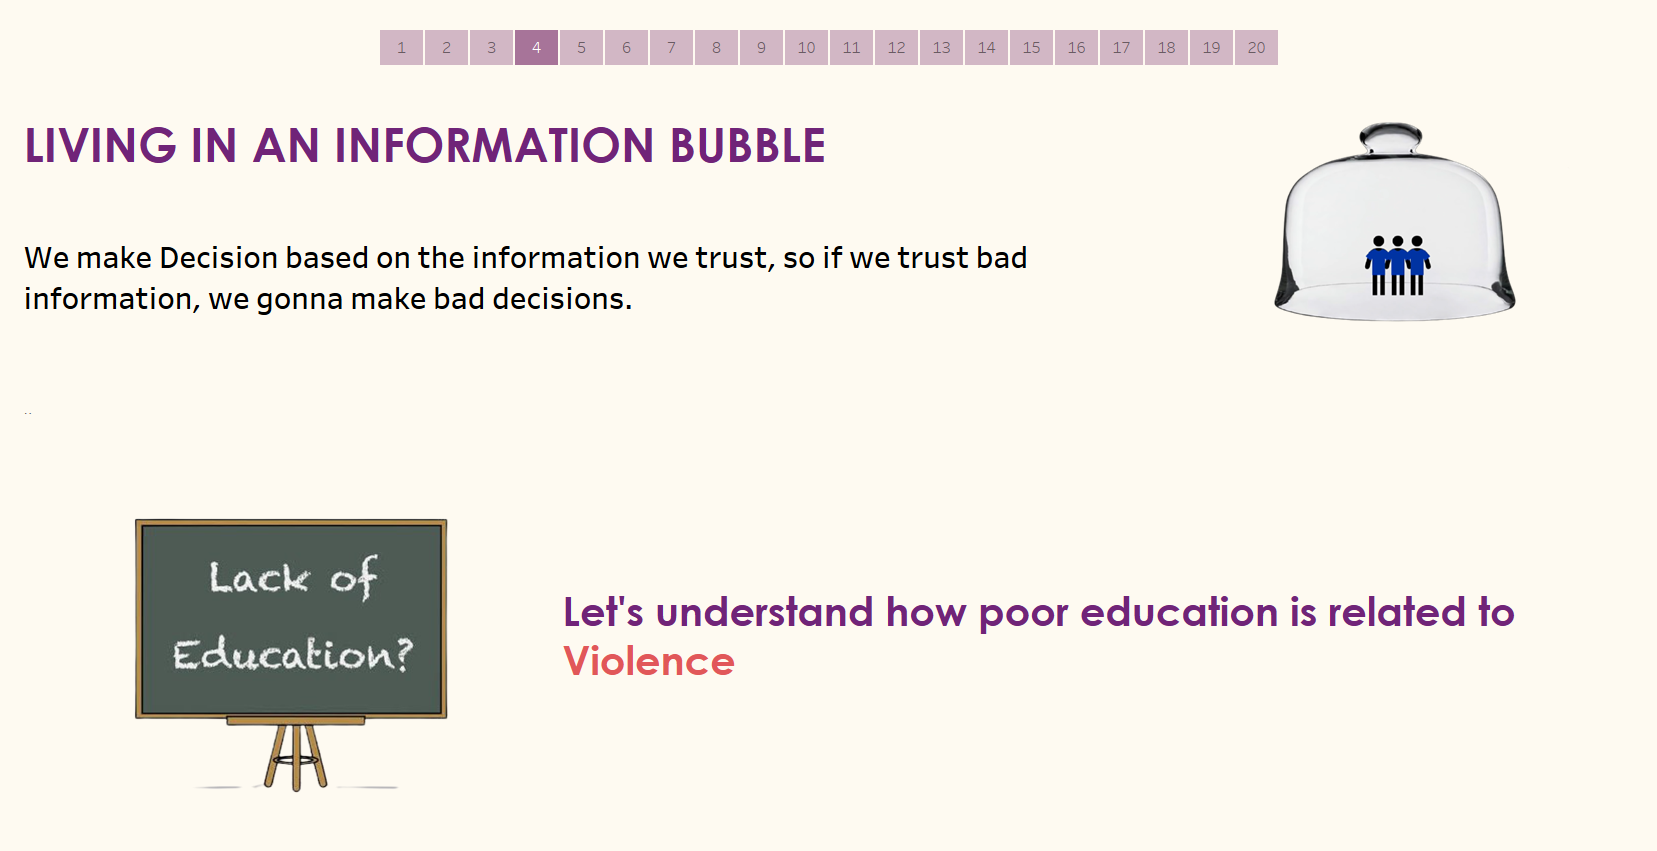 1 2 3 4 5 6 7 8 9 10 11 12 13 14 15 16 17 18 19 20
LIVING IN AN INFORMATION BUBBLE
We make Decision based on the information we trust, so if we trust bad
information, we gonna make bad decisions.
..
Lack of
Education?
Let's understand how poor education is related to
Violence